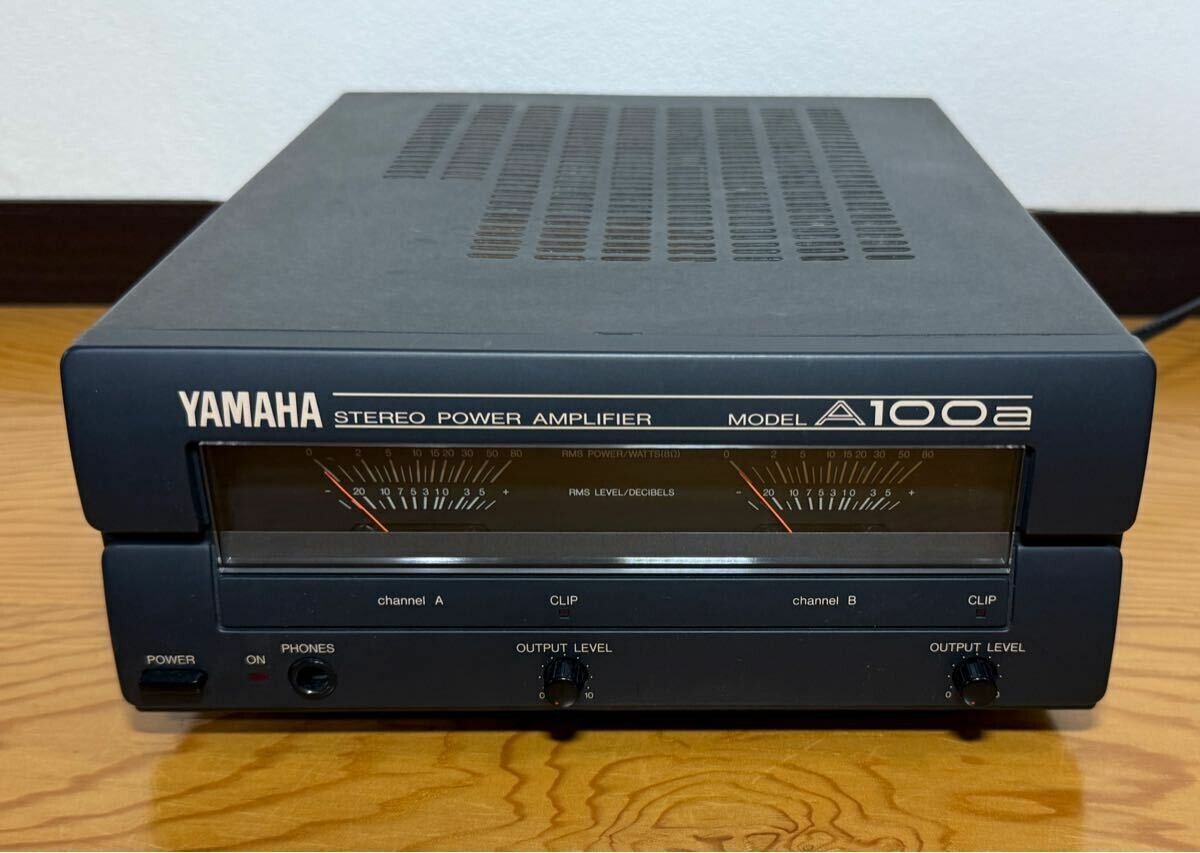 YAMAHA STEREO POWER AMPLIFIER MODEL A100a
0 2 5 10 15 20 30 50 80 RMS POWER/WATTS(8Ω) 0 2 5 10 15 20 30 50 80
- 20 10 7 5 3 1 0 3 5 + RMS LEVEL/DECIBELS - 20 10 7 5 3 1 0 3 5 +
channel A CLIP channel B CLIP
POWER ON PHONES OUTPUT LEVEL OUTPUT LEVEL
0 10 0